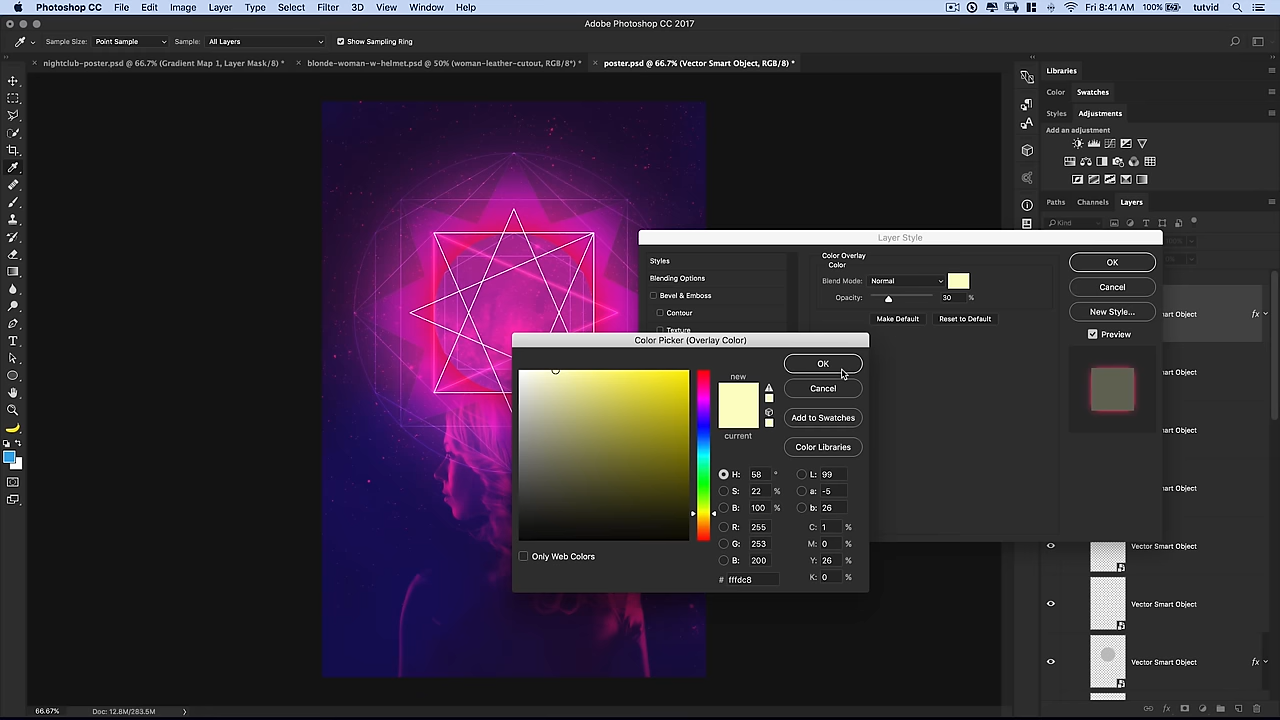 Photoshop CC File Edit Image Layer Type Select Filter 3D View Window Help 100% Fri 8:41 AM tutvid
Adobe Photoshop CC 2017
Sample Size: Point Sample Sample: All Layers Show Sampling Ring
nightclub-poster.psd @ 66.7% (Gradient Map 1, Layer Mask/8) * blonde-woman-w-helmet.psd @ 50% (woman-leather-cutout, RGB/8*) * poster.psd @ 66.7% (Vector Smart Object, RGB/8) *
Libraries
Color Swatches
Styles Adjustments
Add an adjustment
Paths Channels Layers
Kind
Layer Style
Styles
Blending Options
Bevel & Emboss
Contour
Texture
Color Overlay
Color
Blend Mode: Normal
Opacity: 30 %
Make Default Reset to Default
OK
Cancel
New Style...
Preview
Color Picker (Overlay Color)
new
current
OK
Cancel
Add to Swatches
Color Libraries
H: 58 ° L: 99
S: 22 % a: -5
B: 100 % b: 26
R: 255 C: 1 %
G: 253 M: 0 %
B: 200 Y: 26 %
# fffdc8 K: 0 %
Only Web Colors
Smart Object fx
Smart Object
Smart Object
Smart Object
Vector Smart Object
Vector Smart Object
Vector Smart Object fx
66.67% Doc: 12.8M/283.5M